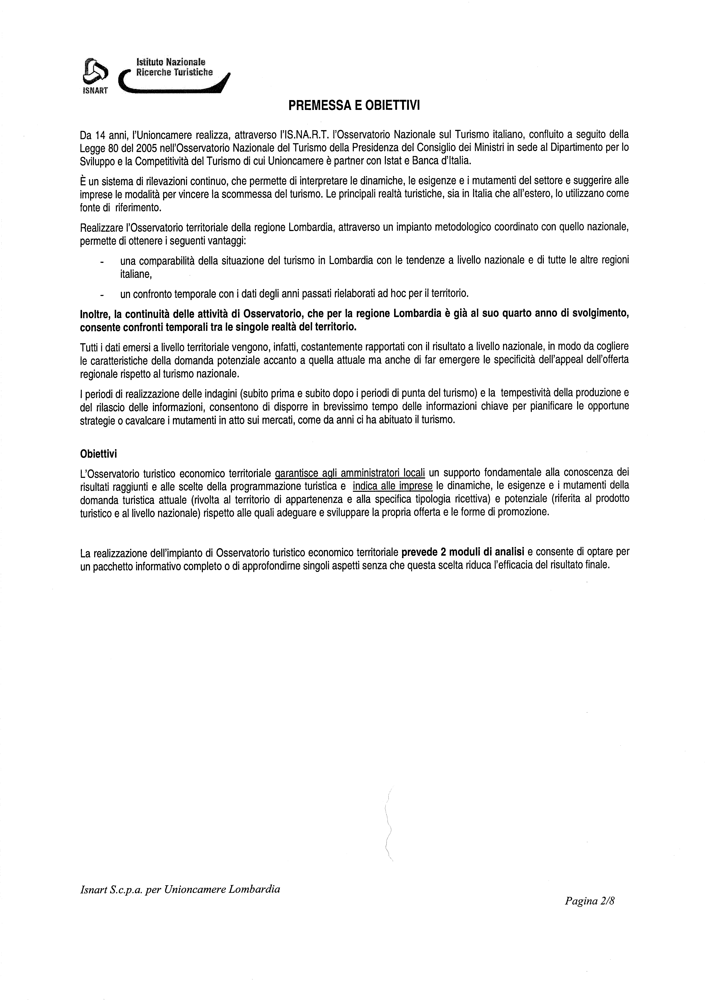 Istituto Nazionale
Ricerche Turistiche
ISNART
PREMESSA E OBIETTIVI
Da 14 anni, l'Unioncamere realizza, attraverso l'IS.NA.R.T. l'Osservatorio Nazionale sul Turismo italiano, confluito a seguito della
Legge 80 del 2005 nell'Osservatorio Nazionale del Turismo della Presidenza del Consiglio dei Ministri in sede al Dipartimento per lo
Sviluppo e la Competitività del Turismo di cui Unioncamere è partner con Istat e Banca d'Italia.
È un sistema di rilevazioni continuo, che permette di interpretare le dinamiche, le esigenze e i mutamenti del settore e suggerire alle
imprese le modalità per vincere la scommessa del turismo. Le principali realtà turistiche, sia in Italia che all'estero, lo utilizzano come
fonte di riferimento.
Realizzare l'Osservatorio territoriale della regione Lombardia, attraverso un impianto metodologico coordinato con quello nazionale,
permette di ottenere i seguenti vantaggi:
- una comparabilità della situazione del turismo in Lombardia con le tendenze a livello nazionale e di tutte le altre regioni
italiane,
- un confronto temporale con i dati degli anni passati rielaborati ad hoc per il territorio.
Inoltre, la continuità delle attività di Osservatorio, che per la regione Lombardia è già al suo quarto anno di svolgimento,
consente confronti temporali tra le singole realtà del territorio.
Tutti i dati emersi a livello territoriale vengono, infatti, costantemente rapportati con il risultato a livello nazionale, in modo da cogliere
le caratteristiche della domanda potenziale accanto a quella attuale ma anche di far emergere le specificità dell'appeal dell'offerta
regionale rispetto al turismo nazionale.
I periodi di realizzazione delle indagini (subito prima e subito dopo i periodi di punta del turismo) e la tempestività della produzione e
del rilascio delle informazioni, consentono di disporre in brevissimo tempo delle informazioni chiave per pianificare le opportune
strategie o cavalcare i mutamenti in atto sui mercati, come da anni ci ha abituato il turismo.
Obiettivi
L'Osservatorio turistico economico territoriale garantisce agli amministratori locali un supporto fondamentale alla conoscenza dei
risultati raggiunti e alle scelte della programmazione turistica e indica alle imprese le dinamiche, le esigenze e i mutamenti della
domanda turistica attuale (rivolta al territorio di appartenenza e alla specifica tipologia ricettiva) e potenziale (riferita al prodotto
turistico e al livello nazionale) rispetto alle quali adeguare e sviluppare la propria offerta e le forme di promozione.
La realizzazione dell'impianto di Osservatorio turistico economico territoriale prevede 2 moduli di analisi e consente di optare per
un pacchetto informativo completo o di approfondirne singoli aspetti senza che questa scelta riduca l'efficacia del risultato finale.
Isnart S.c.p.a. per Unioncamere Lombardia
Pagina 2/8